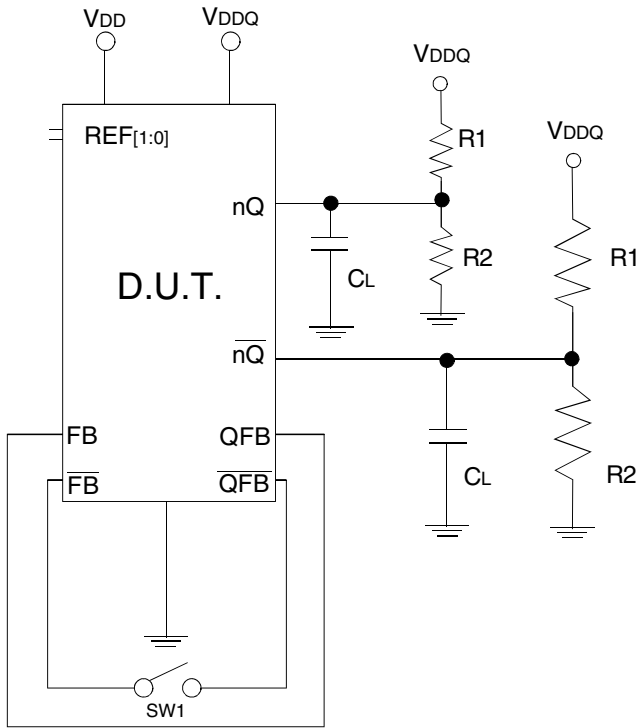 VDD
VDDQ
VDDQ
REF[1:0]
R1
VDDQ
nQ
R2
R1
CL
D.U.T.
nQ
FB
QFB
CL
R2
FB
QFB
SW1